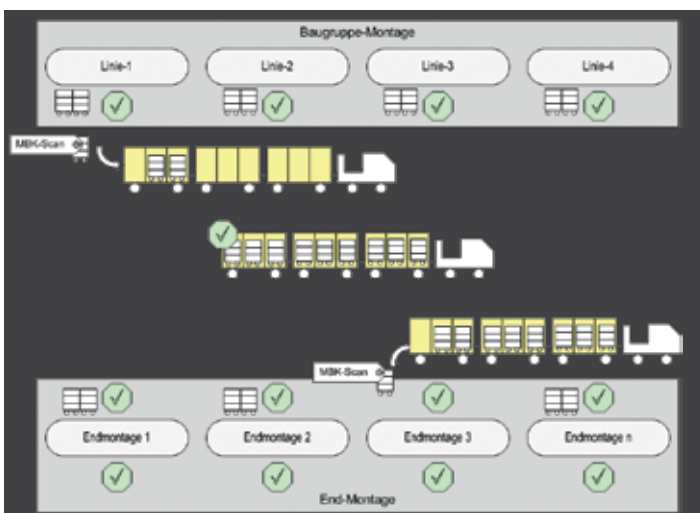 Baugruppe-Montage
Linie-1
Linie-2
Linie-3
Linie-4
MBK-Scan
MBK-Scan
Endmontage 1
Endmontage 2
Endmontage 3
Endmontage n
End-Montage